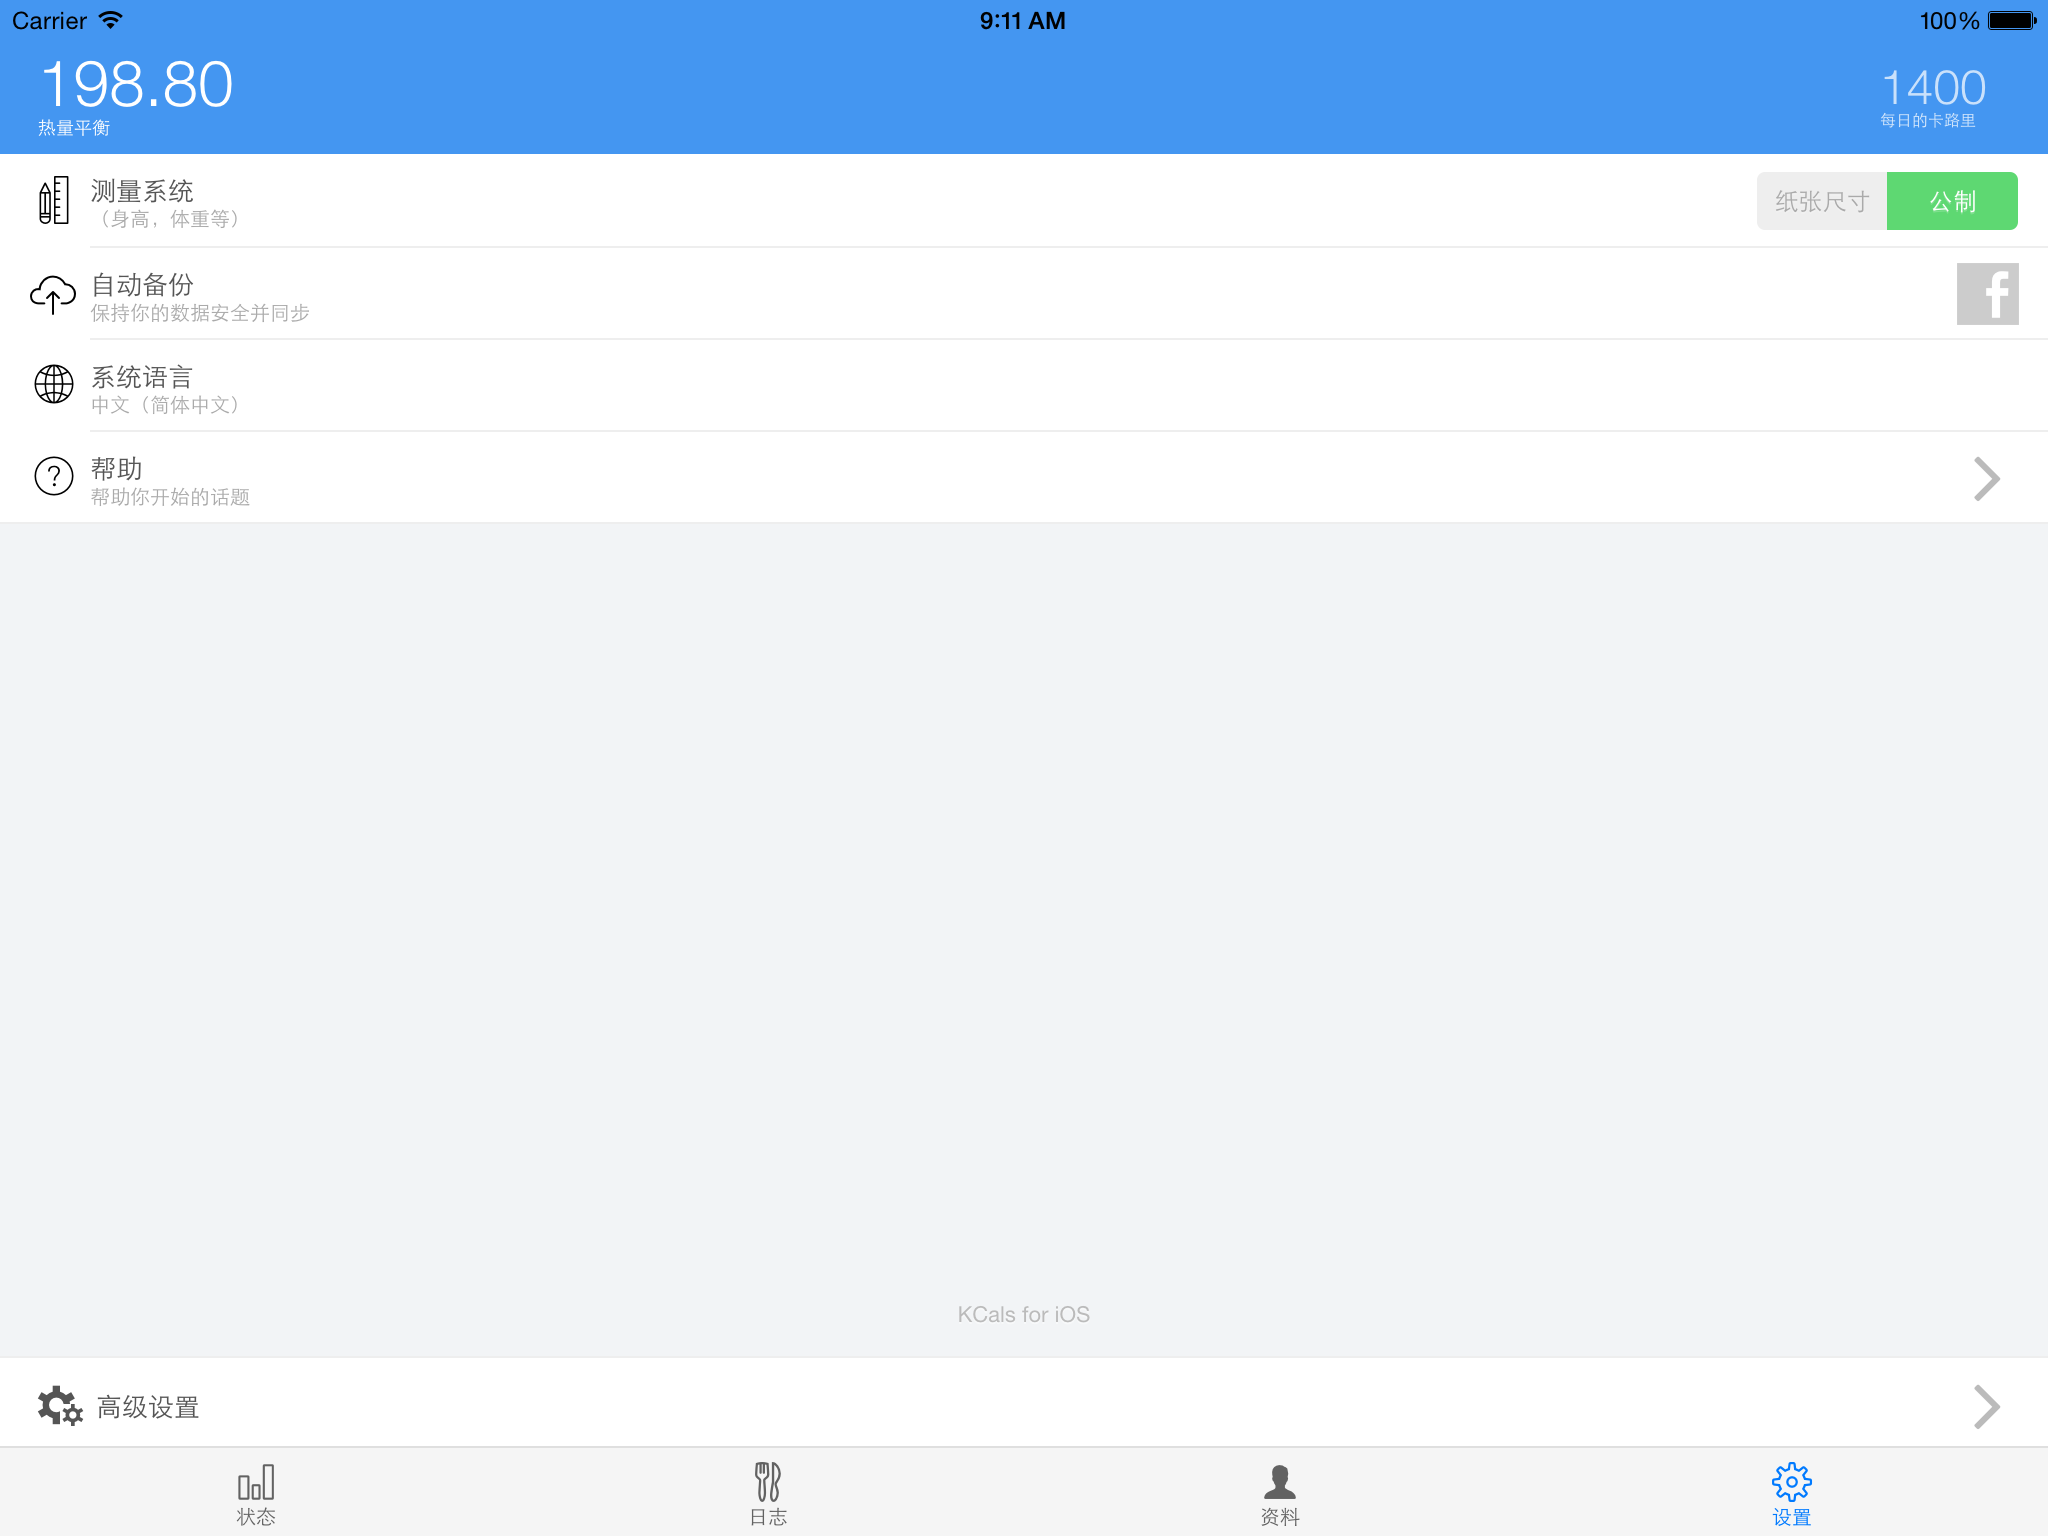 Carrier 9:11 AM 100%
198.80
热量平衡
1400
每日的卡路里
测量系统
（身高，体重等）
纸张尺寸 公制
自动备份
保持你的数据安全并同步
f
系统语言
中文（简体中文）
帮助
帮助你开始的话题
KCals for iOS
高级设置
状态 日志 资料 设置